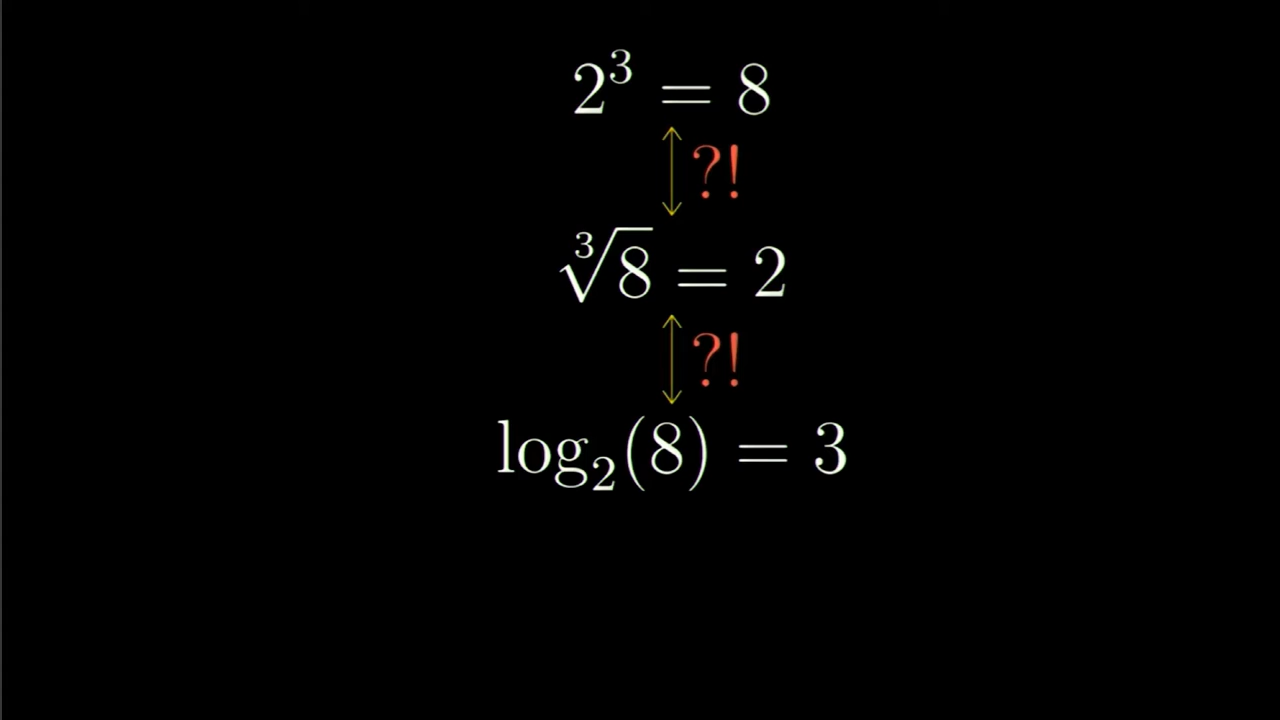 2³ = 8
?!
∛8 = 2
?!
log₂(8) = 3